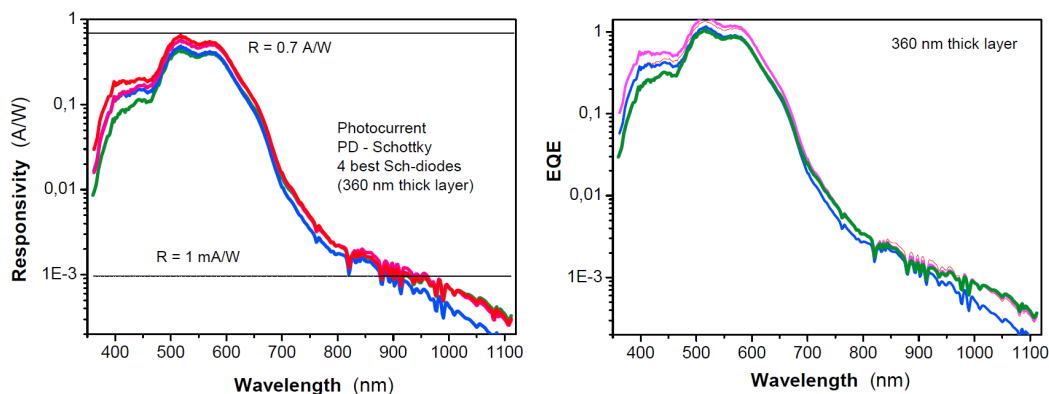 1
0,1
0,01
1E-3
Responsivity (A/W)
R = 0.7 A/W
Photocurrent
PD - Schottky
4 best Sch-diodes
(360 nm thick layer)
R = 1 mA/W
400 500 600 700 800 900 1000 1100
Wavelength (nm)
1
0,1
0,01
1E-3
EQE
360 nm thick layer
400 500 600 700 800 900 1000 1100
Wavelength (nm)